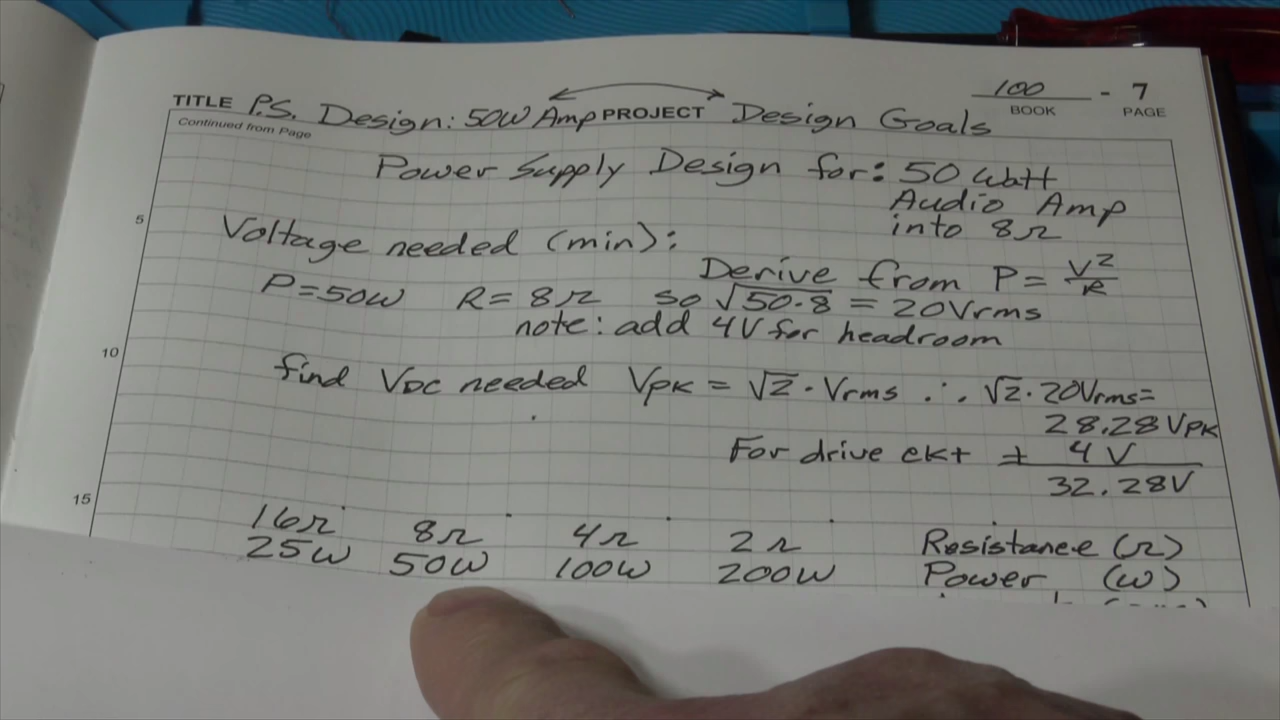 100 - 7
BOOK PAGE
TITLE P.S. Design: 50W Amp PROJECT Design Goals
Continued from Page
Power Supply Design for: 50 Watt
Audio Amp
into 8Ω
5
Voltage needed (min):
Derive from P = V²/R
P=50W R= 8Ω so √50·8 = 20Vrms
note: add 4V for headroom
10
find VDC needed VPK = √2 · Vrms ∴ √2·20Vrms=
28.28 VPK
For drive ckt + 4V
32.28V
15
16Ω 8Ω 4Ω 2Ω Resistance (Ω)
25W 50W 100W 200W Power (W)